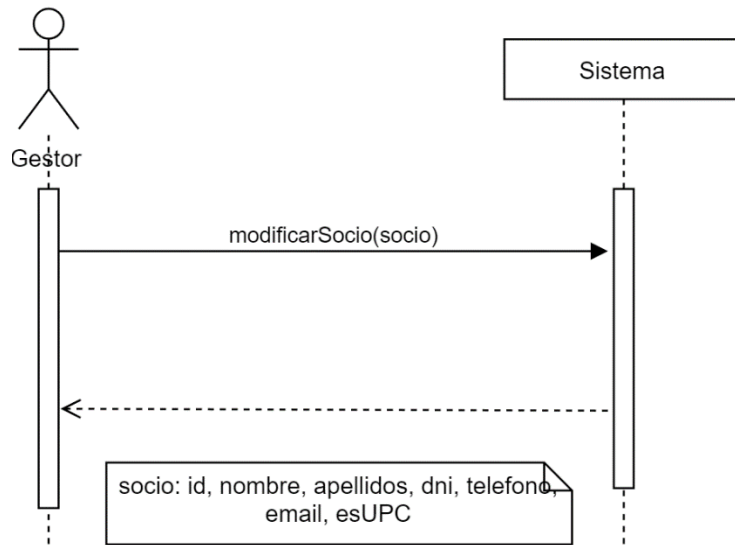 Sistema
Gestor
modificarSocio(socio)
socio: id, nombre, apellidos, dni, telefono,
email, esUPC